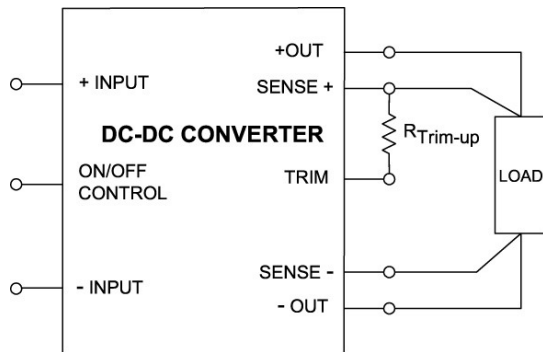 +OUT
+ INPUT
SENSE +
DC-DC CONVERTER
RTrim-up
ON/OFF
CONTROL
TRIM
LOAD
SENSE -
- INPUT
- OUT